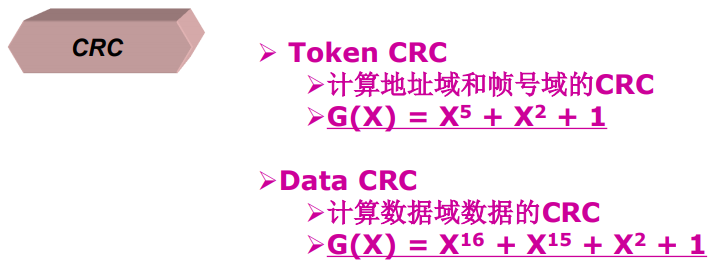 CRC
➢ Token CRC
➢计算地址域和帧号域的CRC
➢G(X) = X⁵ + X² + 1
➢Data CRC
➢计算数据域数据的CRC
➢G(X) = X¹⁶ + X¹⁵ + X² + 1